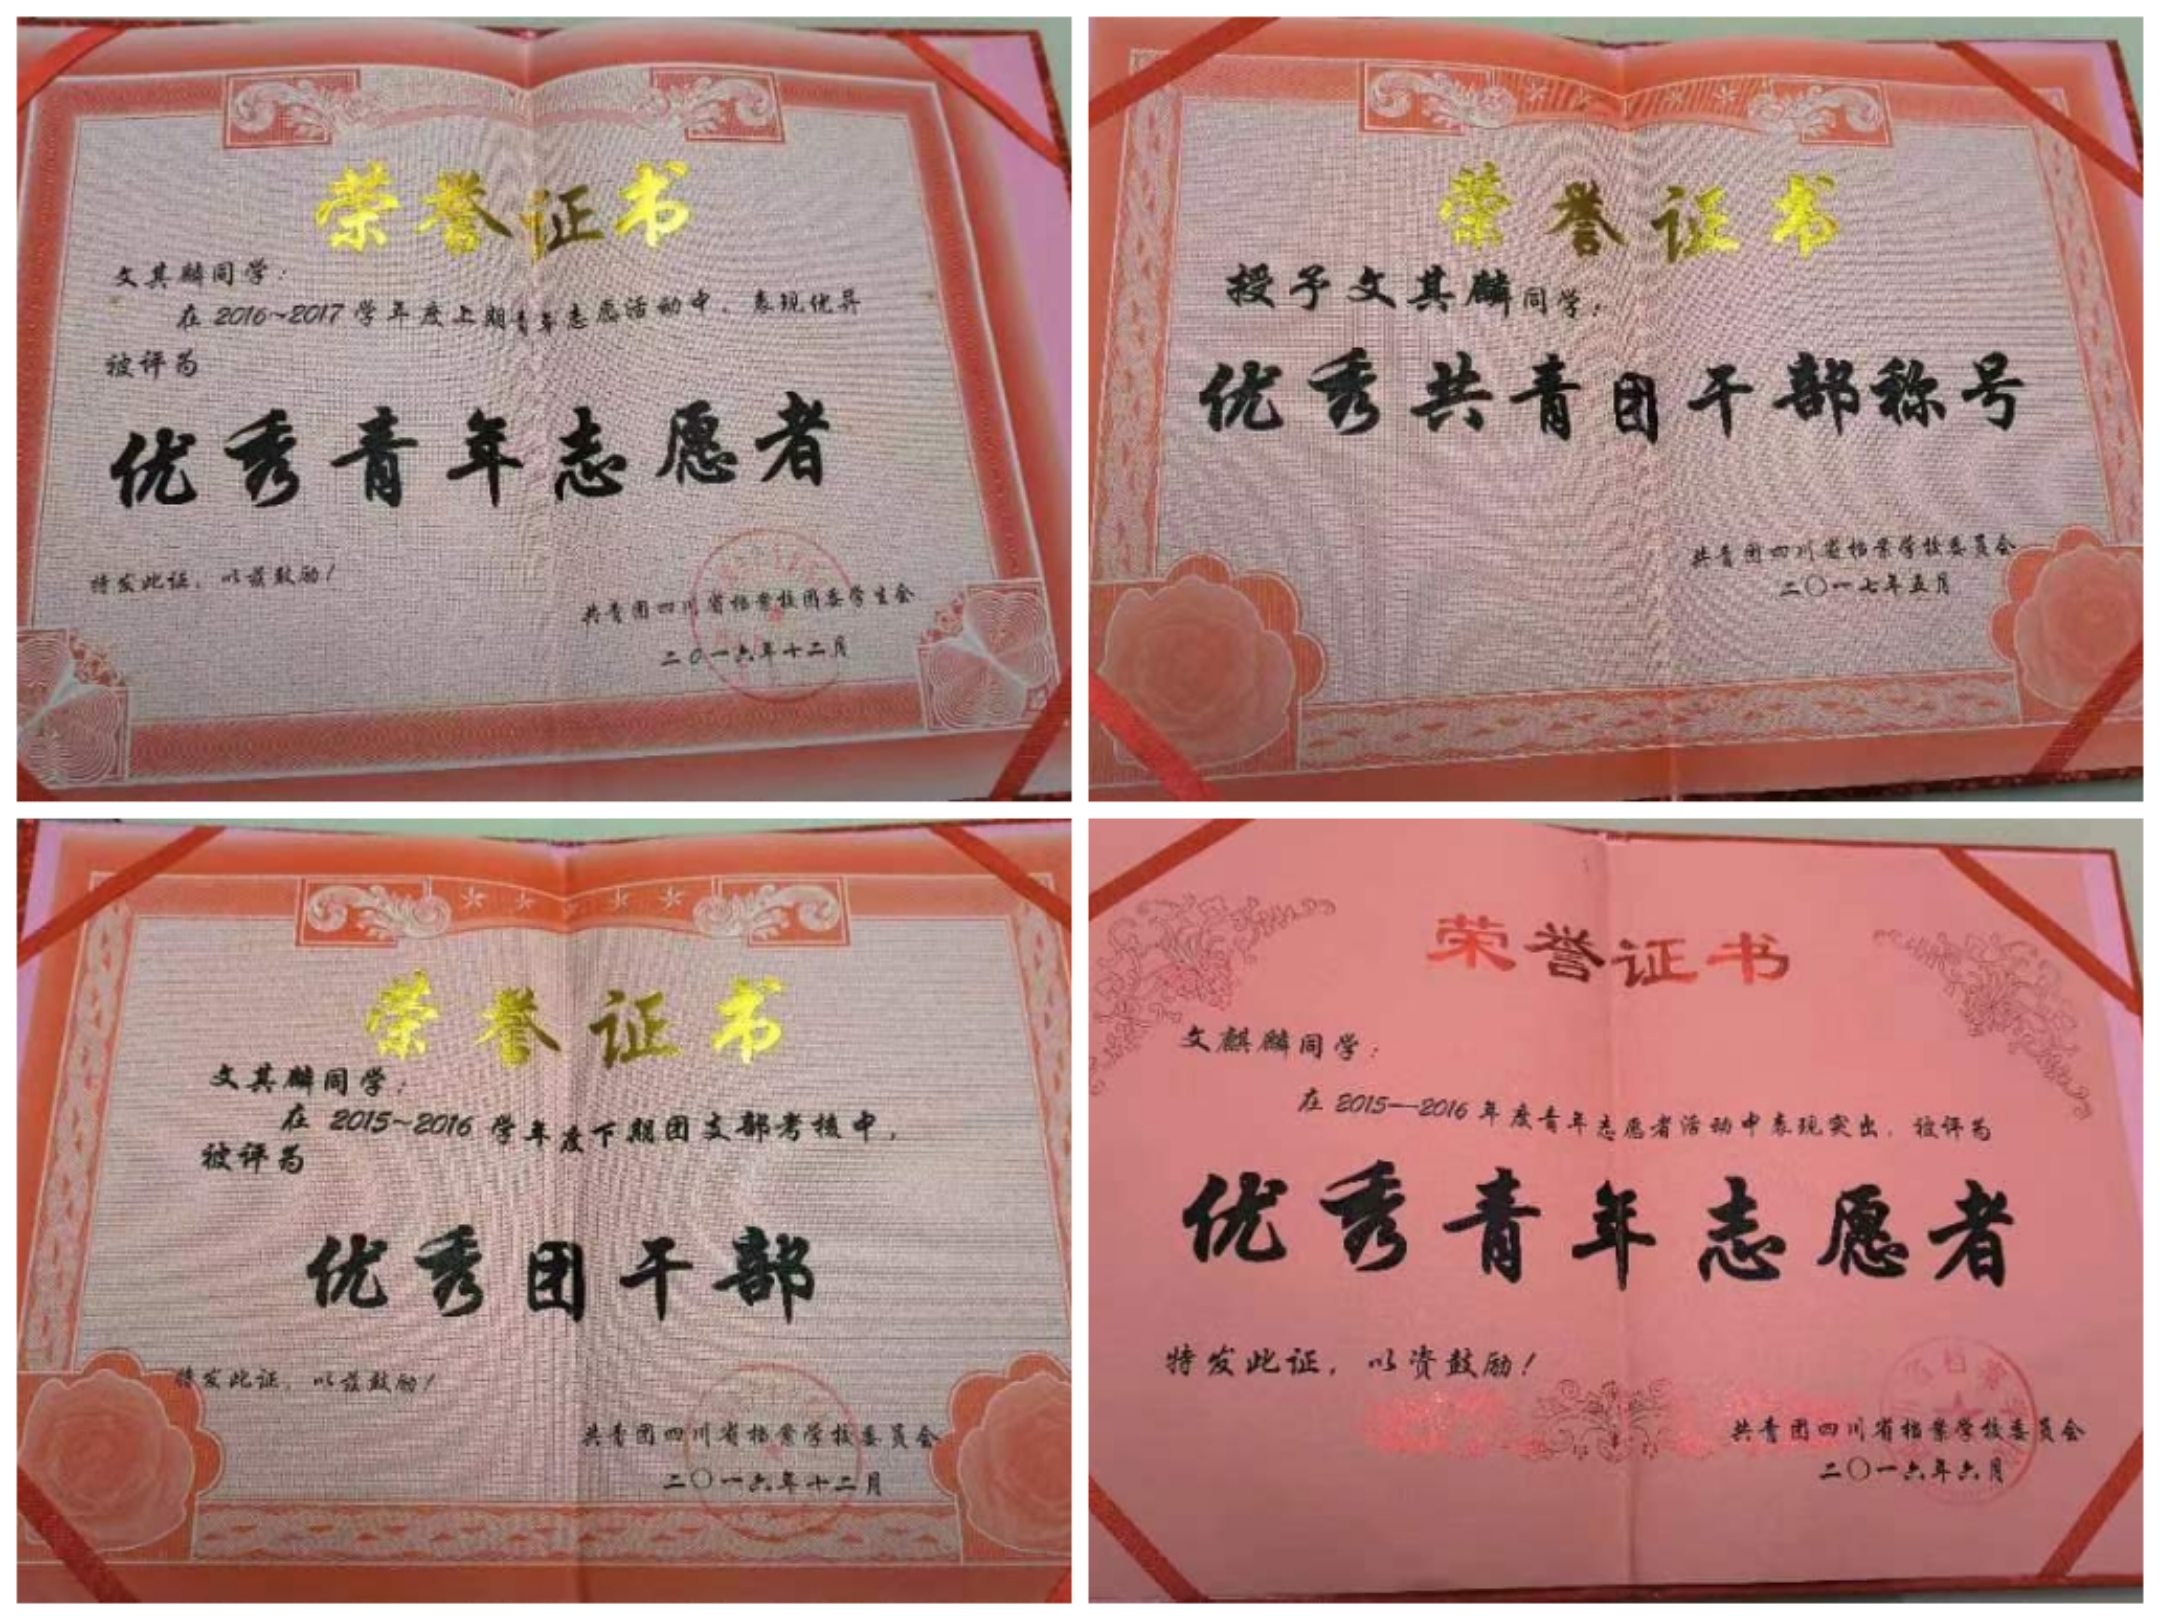 荣誉证书
文其麟同学：
在2016~2017学年度上期青年志愿活动中，表现优异
被评为
优秀青年志愿者
特发此证，以兹鼓励！
共青团四川省档案校团委学生会
二〇一六年十二月
荣誉证书
授予文其麟同学：
优秀共青团干部称号
共青团四川省档案学校委员会
二〇一七年五月
荣誉证书
文其麟同学：
在2015~2016学年度下期团支部考核中，
被评为
优秀团干部
特发此证，以兹鼓励！
共青团四川省档案学校委员会
二〇一六年十二月
荣誉证书
文麒麟同学：
在2015—2016年度青年志愿者活动中表现突出，被评为
优秀青年志愿者
特发此证，以资鼓励！
共青团四川省档案学校委员会
二〇一六年六月